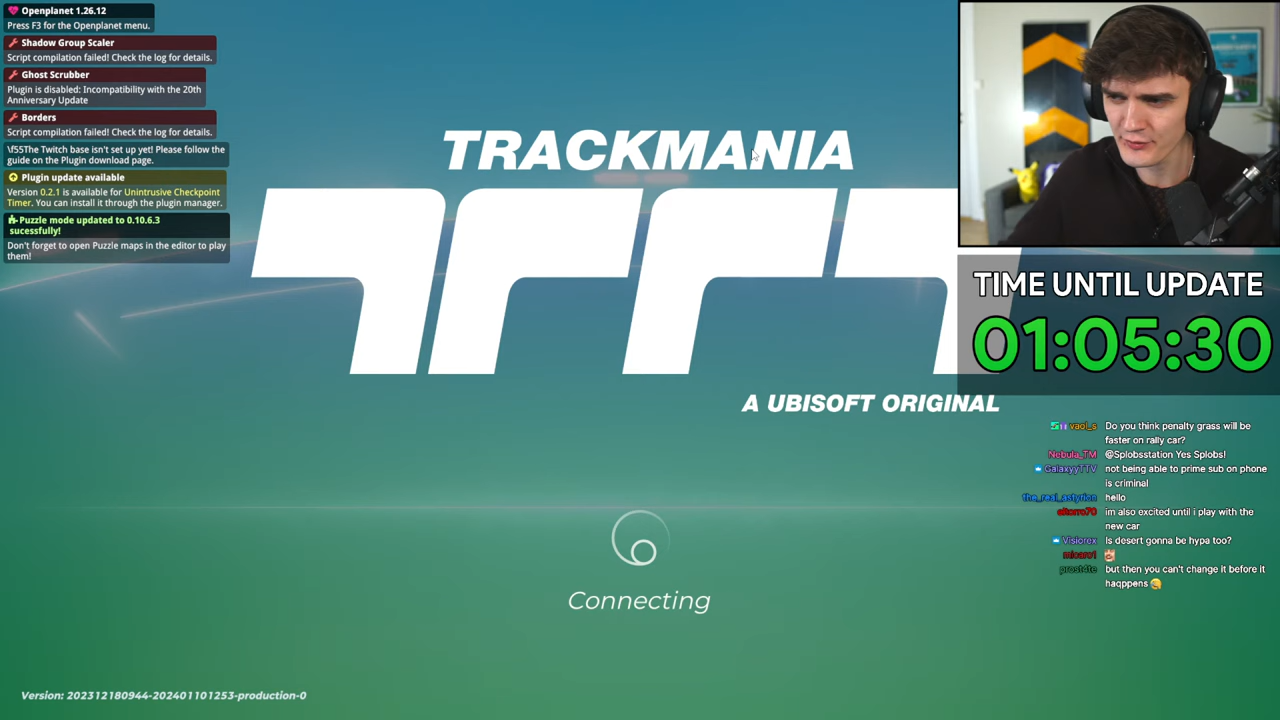 Openplanet 1.26.12
Press F3 for the Openplanet menu.
Shadow Group Scaler
Script compilation failed! Check the log for details.
Ghost Scrubber
Plugin is disabled: Incompatibility with the 20th
Anniversary Update
Borders
Script compilation failed! Check the log for details.
\f55The Twitch base isn't set up yet! Please follow the
guide on the Plugin download page.
Plugin update available
Version 0.2.1 is available for Unintrusive Checkpoint
Timer. You can install it through the plugin manager.
Puzzle mode updated to 0.10.6.3
sucessfully!
Don't forget to open Puzzle maps in the editor to play
them!
TRACKMANIA
A UBISOFT ORIGINAL
Connecting
Version: 202312180944-202401101253-production-0
TIME UNTIL UPDATE
01:05:30
vaol_s Do you think penalty grass will be
faster on rally car?
Nebula_TM @Splobsstation Yes Splobs!
GalaxyyTTV not being able to prime sub on phone
is criminal
the_real_astyrion hello
eltorro70 im also excited until i play with the
new car
Visiorex Is desert gonna be hypa too?
micaro1
prost4te but then you can't change it before it
haqppens